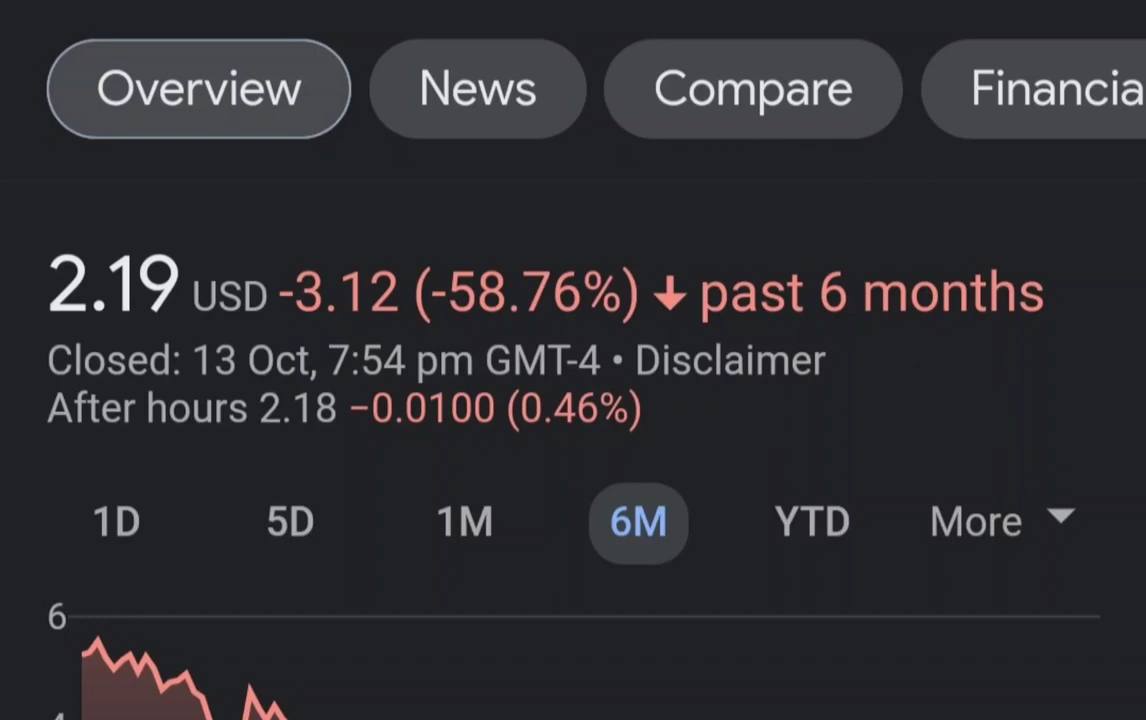 Overview News Compare Financia
2.19 USD -3.12 (-58.76%) ↓ past 6 months
Closed: 13 Oct, 7:54 pm GMT-4 • Disclaimer
After hours 2.18 −0.0100 (0.46%)
1D 5D 1M 6M YTD More
6
4